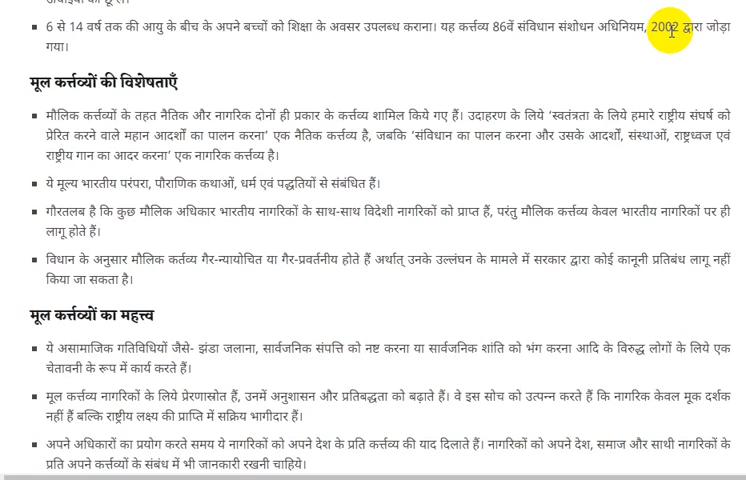 6 से 14 वर्ष तक की आयु के बीच के अपने बच्चों को शिक्षा के अवसर उपलब्ध कराना। यह कर्त्तव्य 86वें संविधान संशोधन अधिनियम, 2002 द्वारा जोड़ा
गया।
मूल कर्त्तव्यों की विशेषताएँ
मौलिक कर्त्तव्यों के तहत नैतिक और नागरिक दोनों ही प्रकार के कर्त्तव्य शामिल किये गए हैं। उदाहरण के लिये ‘स्वतंत्रता के लिये हमारे राष्ट्रीय संघर्ष को
प्रेरित करने वाले महान आदर्शों का पालन करना’ एक नैतिक कर्त्तव्य है, जबकि ‘संविधान का पालन करना और उसके आदर्शों, संस्थाओं, राष्ट्रध्वज एवं
राष्ट्रीय गान का आदर करना’ एक नागरिक कर्त्तव्य है।
ये मूल्य भारतीय परंपरा, पौराणिक कथाओं, धर्म एवं पद्धतियों से संबंधित हैं।
गौरतलब है कि कुछ मौलिक अधिकार भारतीय नागरिकों के साथ-साथ विदेशी नागरिकों को प्राप्त हैं, परंतु मौलिक कर्त्तव्य केवल भारतीय नागरिकों पर ही
लागू होते हैं।
विधान के अनुसार मौलिक कर्तव्य गैर-न्यायोचित या गैर-प्रवर्तनीय होते हैं अर्थात् उनके उल्लंघन के मामले में सरकार द्वारा कोई कानूनी प्रतिबंध लागू नहीं
किया जा सकता है।
मूल कर्त्तव्यों का महत्त्व
ये असामाजिक गतिविधियों जैसे- झंडा जलाना, सार्वजनिक संपत्ति को नष्ट करना या सार्वजनिक शांति को भंग करना आदि के विरुद्ध लोगों के लिये एक
चेतावनी के रूप में कार्य करते हैं।
मूल कर्त्तव्य नागरिकों के लिये प्रेरणास्रोत हैं, उनमें अनुशासन और प्रतिबद्धता को बढ़ाते हैं। वे इस सोच को उत्पन्न करते हैं कि नागरिक केवल मूक दर्शक
नहीं हैं बल्कि राष्ट्रीय लक्ष्य की प्राप्ति में सक्रिय भागीदार हैं।
अपने अधिकारों का प्रयोग करते समय ये नागरिकों को अपने देश के प्रति कर्त्तव्य की याद दिलाते हैं। नागरिकों को अपने देश, समाज और साथी नागरिकों के
प्रति अपने कर्त्तव्यों के संबंध में भी जानकारी रखनी चाहिये।